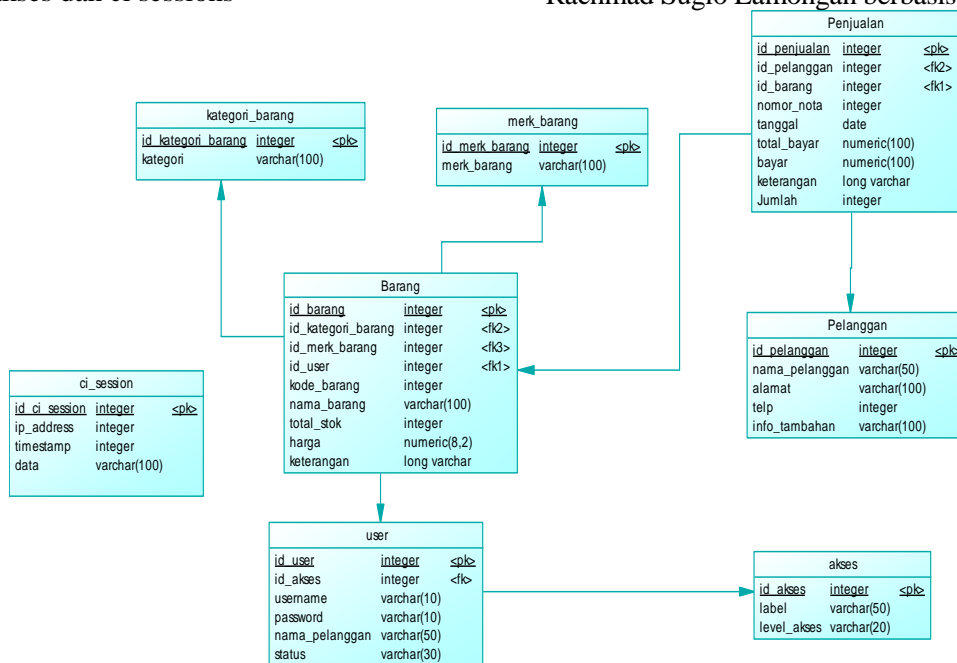 akses dan ci sessions
Rachmad Sugio Lamongan berbasis
Penjualan
id_penjualan integer <pk>
id_pelanggan integer <fk2>
id_barang integer <fk1>
nomor_nota integer
tanggal date
total_bayar numeric(100)
bayar numeric(100)
keterangan long varchar
Jumlah integer
kategori_barang
id_kategori_barang integer <pk>
kategori varchar(100)
merk_barang
id_merk_barang integer <pk>
merk_barang varchar(100)
Barang
id_barang integer <pk>
id_kategori_barang integer <fk2>
id_merk_barang integer <fk3>
id_user integer <fk1>
kode_barang integer
nama_barang varchar(100)
total_stok integer
harga numeric(8,2)
keterangan long varchar
Pelanggan
id_pelanggan integer <pk>
nama_pelanggan varchar(50)
alamat varchar(100)
telp integer
info_tambahan varchar(100)
ci_session
id_ci_session integer <pk>
ip_address integer
timestamp integer
data varchar(100)
user
id_user integer <pk>
id_akses integer <fk>
username varchar(10)
password varchar(10)
nama_pelanggan varchar(50)
status varchar(30)
akses
id_akses integer <pk>
label varchar(50)
level_akses varchar(20)